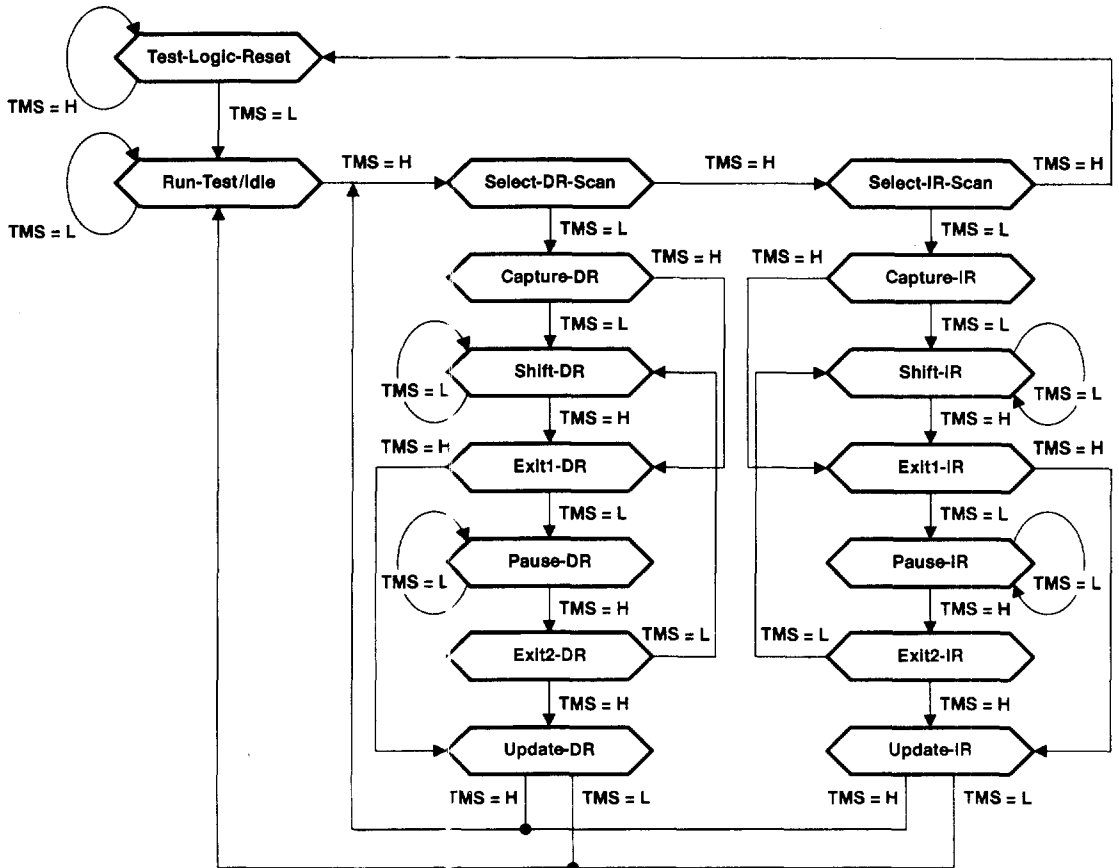 Test-Logic-Reset
TMS = H
TMS = L
TMS = H
TMS = H
TMS = H
Run-Test/Idle
Select-DR-Scan
Select-IR-Scan
TMS = L
TMS = L
TMS = L
TMS = H
TMS = H
Capture-DR
Capture-IR
TMS = L
TMS = L
Shift-DR
Shift-IR
TMS = L
TMS = L
TMS = H
TMS = H
TMS = H
TMS = H
Exit1-DR
Exit1-IR
TMS = L
TMS = L
Pause-DR
Pause-IR
TMS = L
TMS = L
TMS = H
TMS = H
TMS = L
TMS = L
Exit2-DR
Exit2-IR
TMS = H
TMS = H
Update-DR
Update-IR
TMS = H
TMS = L
TMS = H
TMS = L